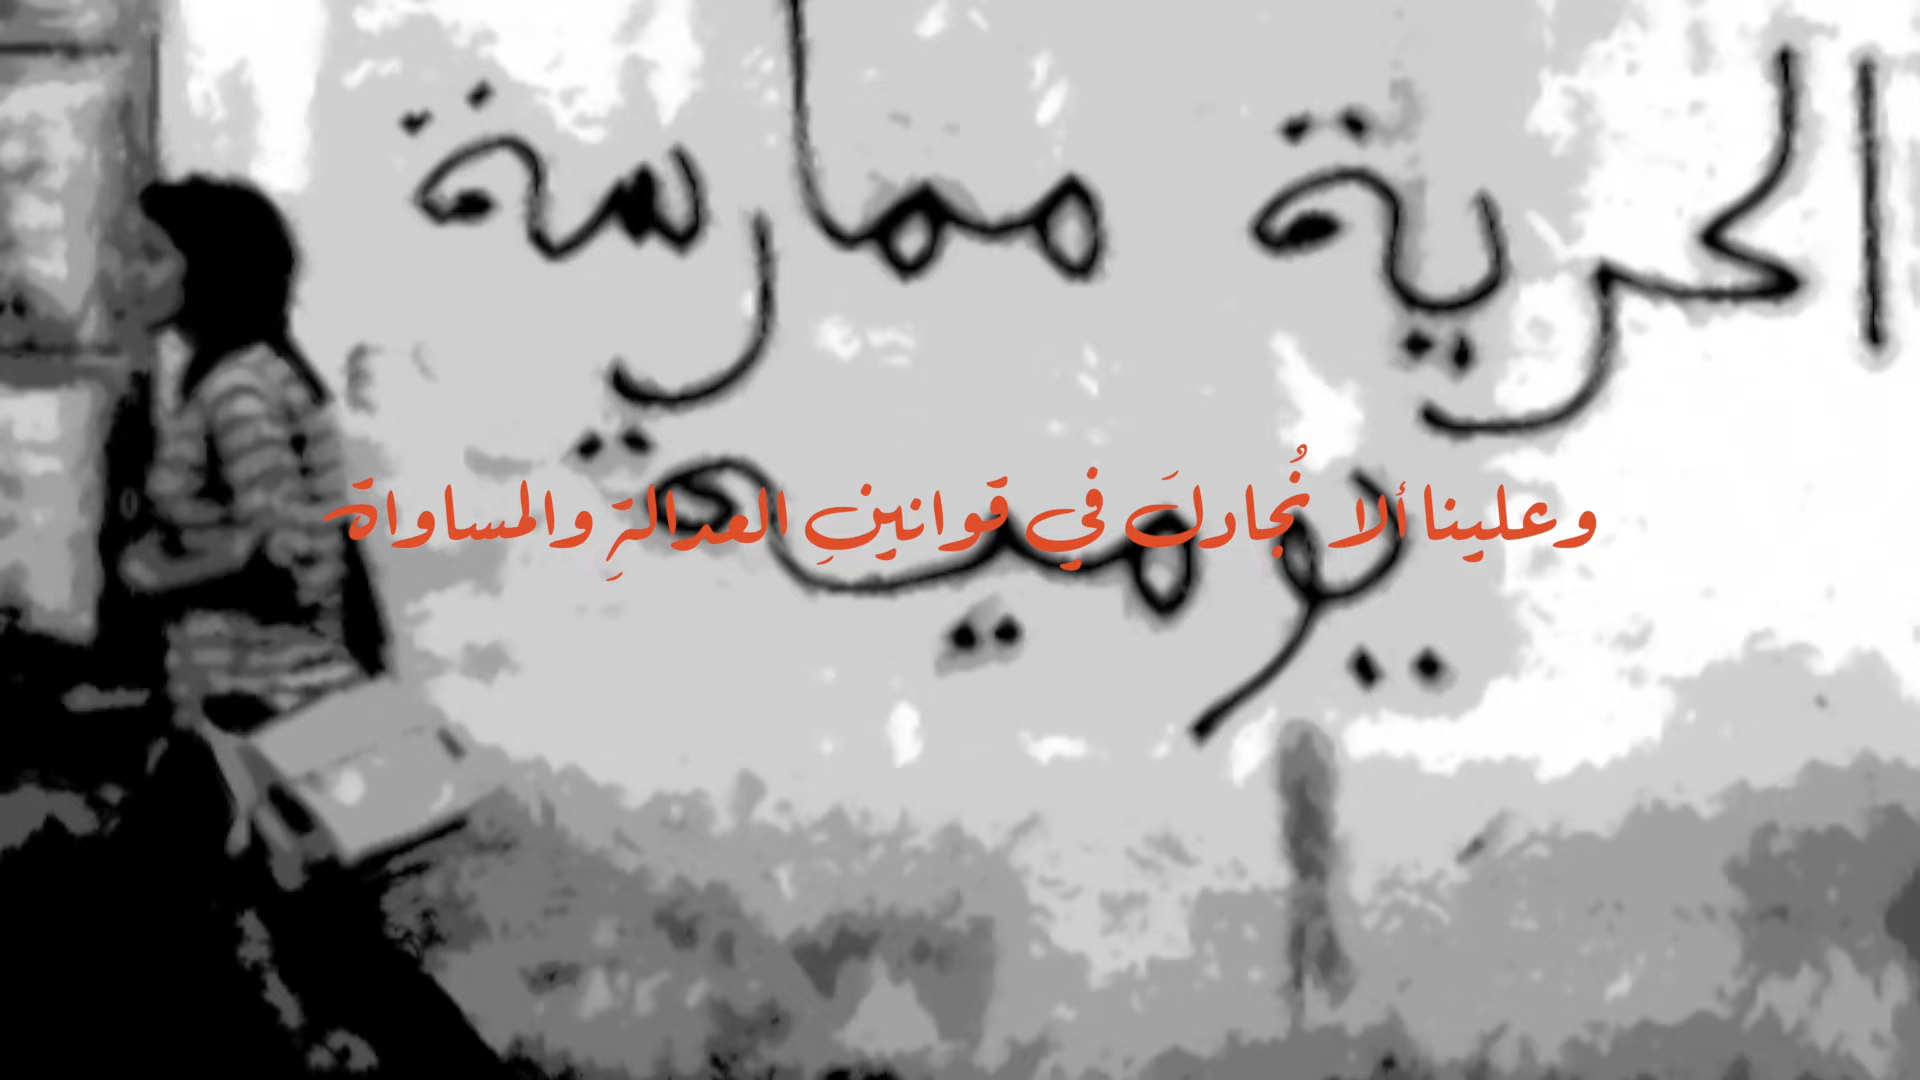 الحرية ممارسة
يومية
وعلينا ألا نُجادلَ في قوانينِ العدالةِ والمساواة